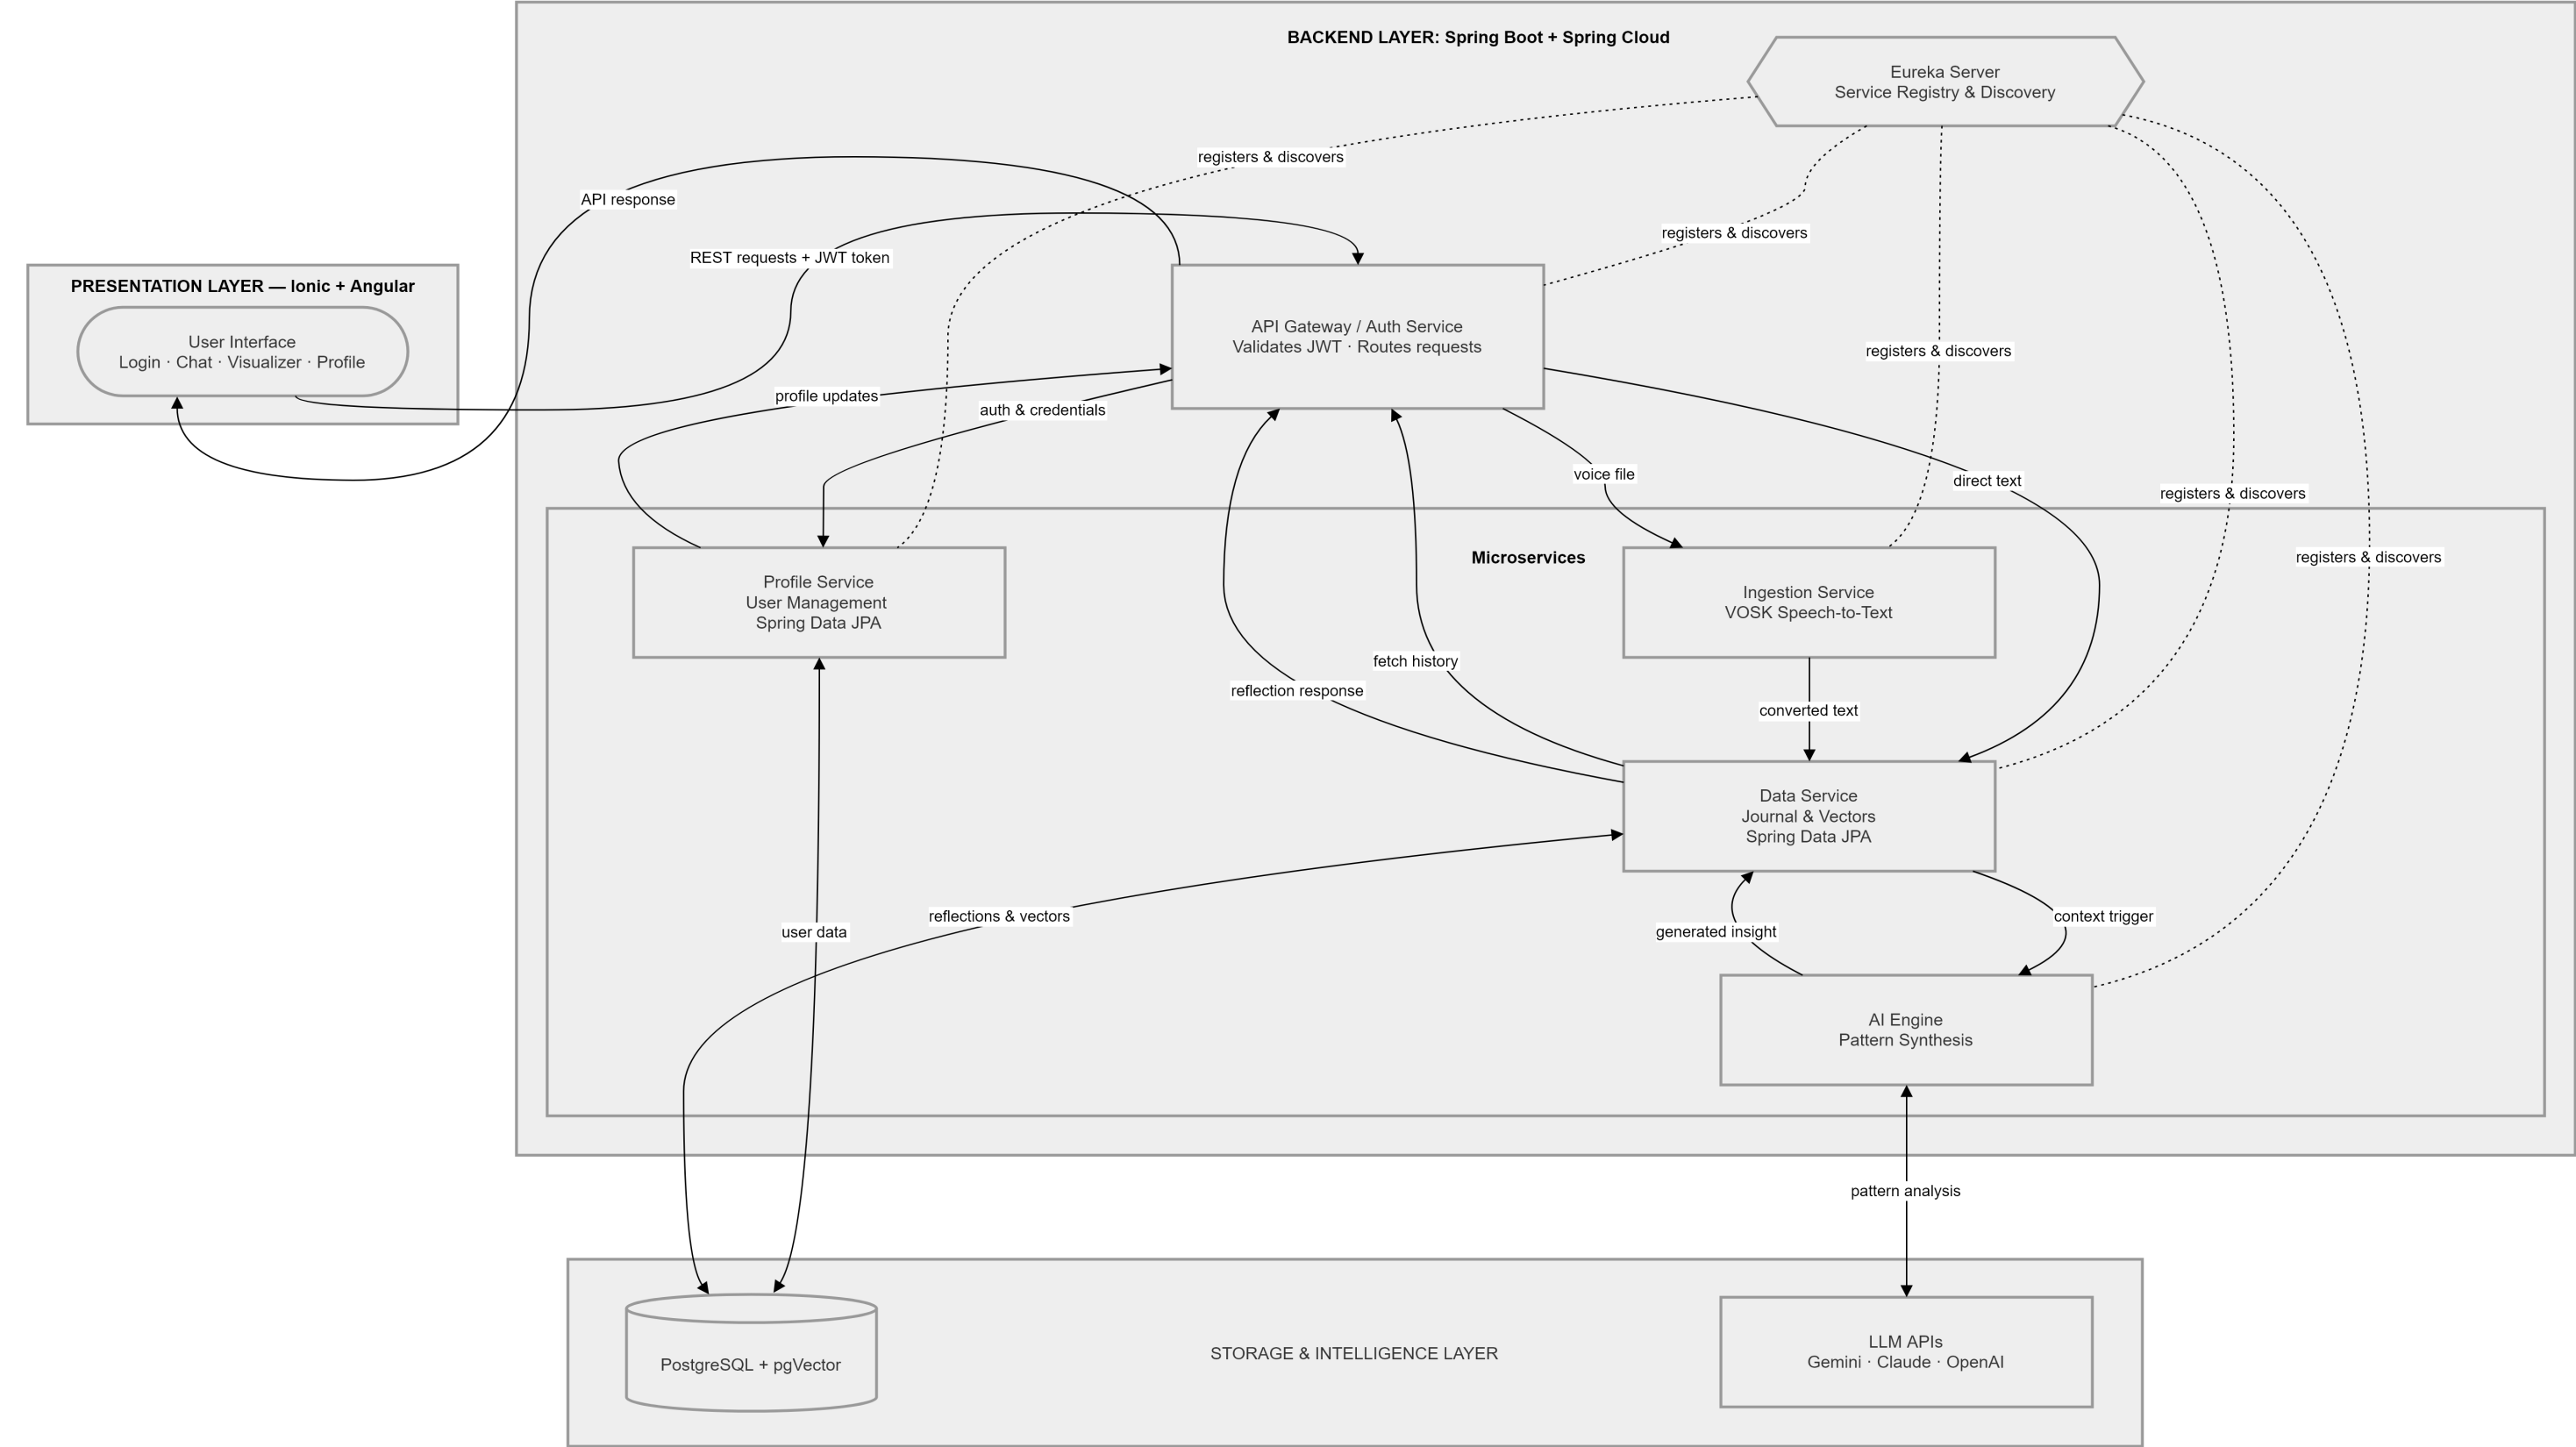 BACKEND LAYER: Spring Boot + Spring Cloud
Eureka Server
Service Registry & Discovery
registers & discovers
API response
registers & discovers
REST requests + JWT token
PRESENTATION LAYER — Ionic + Angular
User Interface
Login · Chat · Visualizer · Profile
API Gateway / Auth Service
Validates JWT · Routes requests
registers & discovers
profile updates
auth & credentials
voice file
direct text
registers & discovers
registers & discovers
Microservices
Profile Service
User Management
Spring Data JPA
Ingestion Service
VOSK Speech-to-Text
fetch history
reflection response
converted text
Data Service
Journal & Vectors
Spring Data JPA
reflections & vectors
user data
generated insight
context trigger
AI Engine
Pattern Synthesis
pattern analysis
PostgreSQL + pgVector
STORAGE & INTELLIGENCE LAYER
LLM APIs
Gemini · Claude · OpenAI